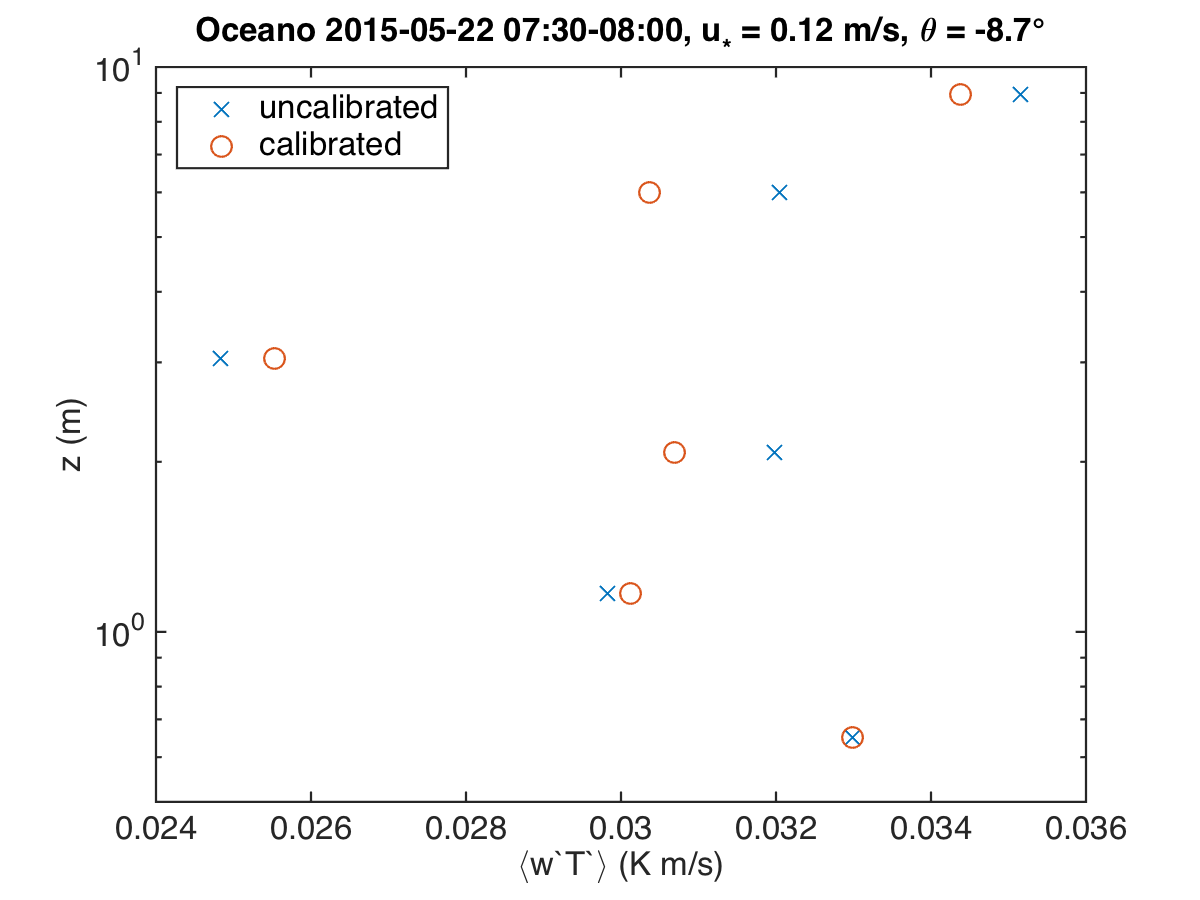 Oceano 2015-05-22 07:30-08:00, u* = 0.12 m/s, θ = -8.7°
10^1
uncalibrated
calibrated
z (m)
10^0
0.024 0.026 0.028 0.03 0.032 0.034 0.036
⟨w`T`⟩ (K m/s)